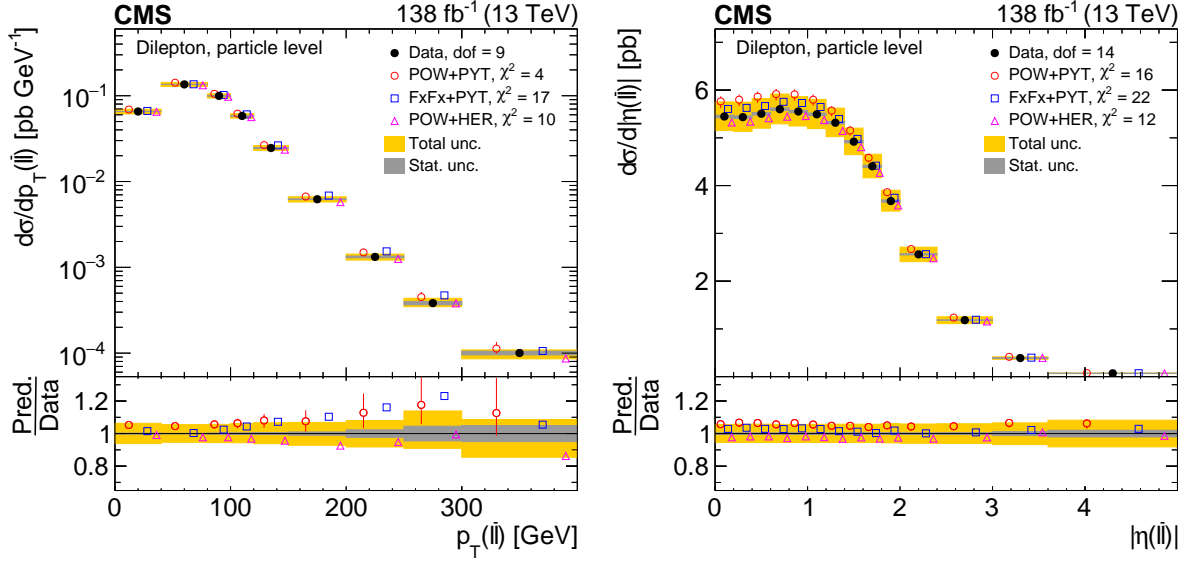 CMS 138 fb⁻¹ (13 TeV)
Dilepton, particle level
Data, dof = 9
POW+PYT, χ² = 4
FxFx+PYT, χ² = 17
POW+HER, χ² = 10
Total unc.
Stat. unc.
dσ/dp_T(ll̄) [pb GeV⁻¹]
10⁻¹
10⁻²
10⁻³
10⁻⁴
Pred.
Data
1.2
1
0.8
0 100 200 300
p_T(ll̄) [GeV]
CMS 138 fb⁻¹ (13 TeV)
Dilepton, particle level
Data, dof = 14
POW+PYT, χ² = 16
FxFx+PYT, χ² = 22
POW+HER, χ² = 12
Total unc.
Stat. unc.
dσ/d|η(ll̄)| [pb]
6
4
2
Pred.
Data
1.2
1
0.8
0 2 4
|η(ll̄)|